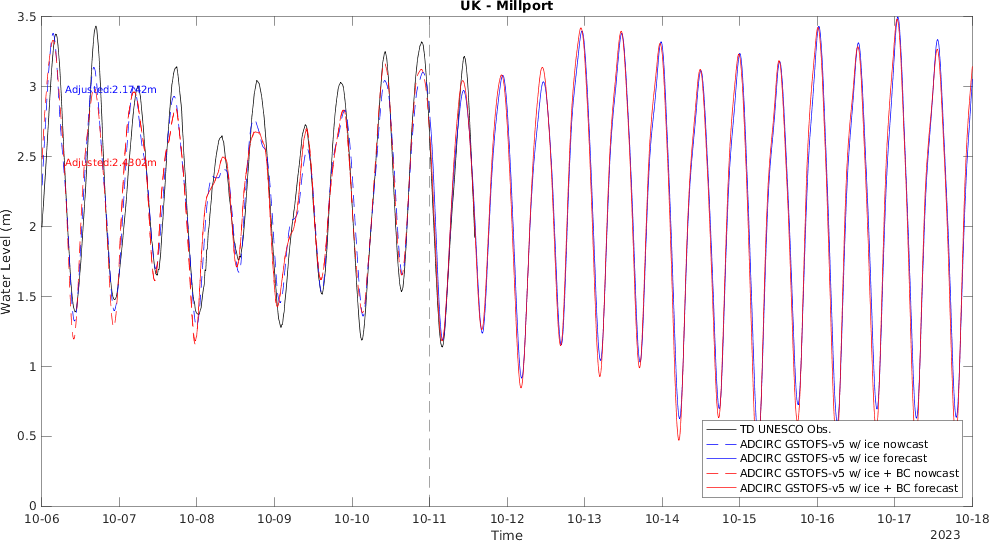 UK - Millport
3.5
3
2.5
2
1.5
1
0.5
0
Water Level (m)
Adjusted:2.1742m
Adjusted:2.4302m
TD UNESCO Obs.
ADCIRC GSTOFS-v5 w/ ice nowcast
ADCIRC GSTOFS-v5 w/ ice forecast
ADCIRC GSTOFS-v5 w/ ice + BC nowcast
ADCIRC GSTOFS-v5 w/ ice + BC forecast
10-06 10-07 10-08 10-09 10-10 10-11 10-12 10-13 10-14 10-15 10-16 10-17 10-18
Time
2023